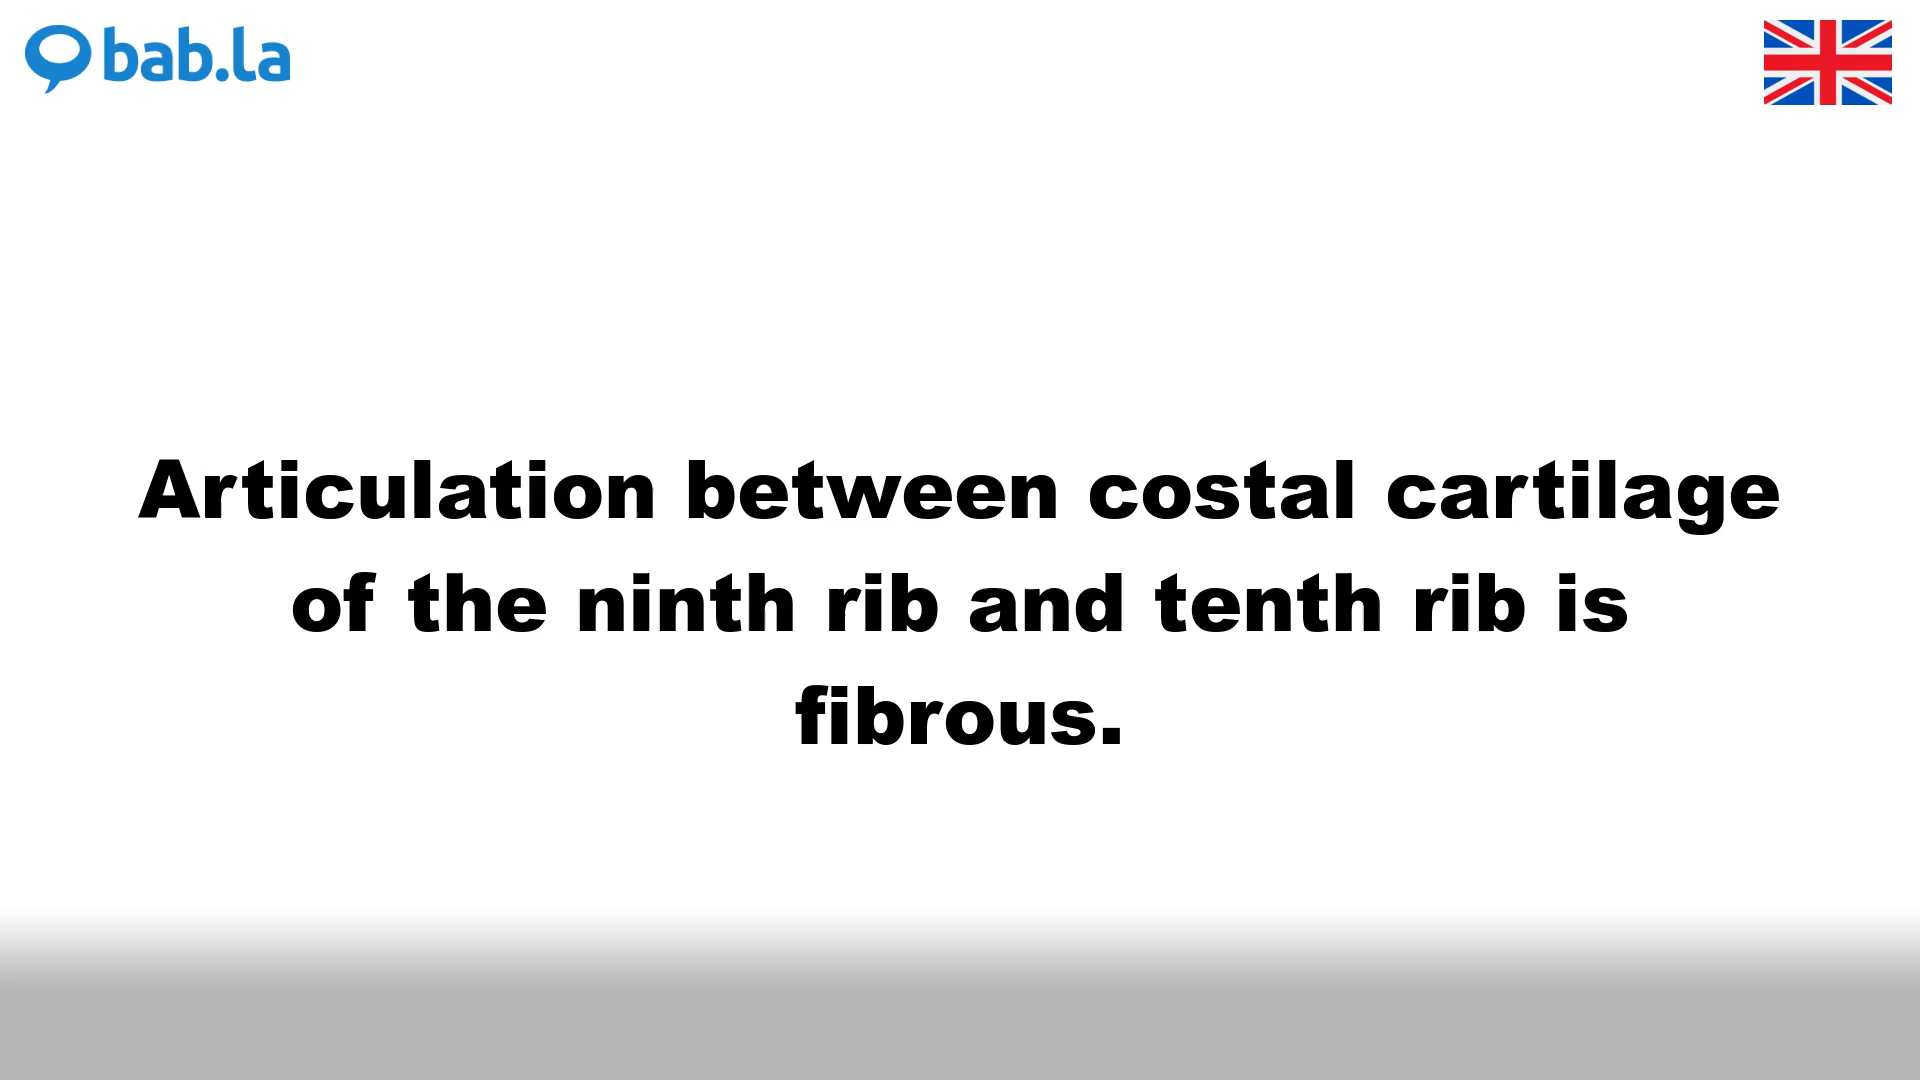 bab.la
Articulation between costal cartilage
of the ninth rib and tenth rib is
fibrous.